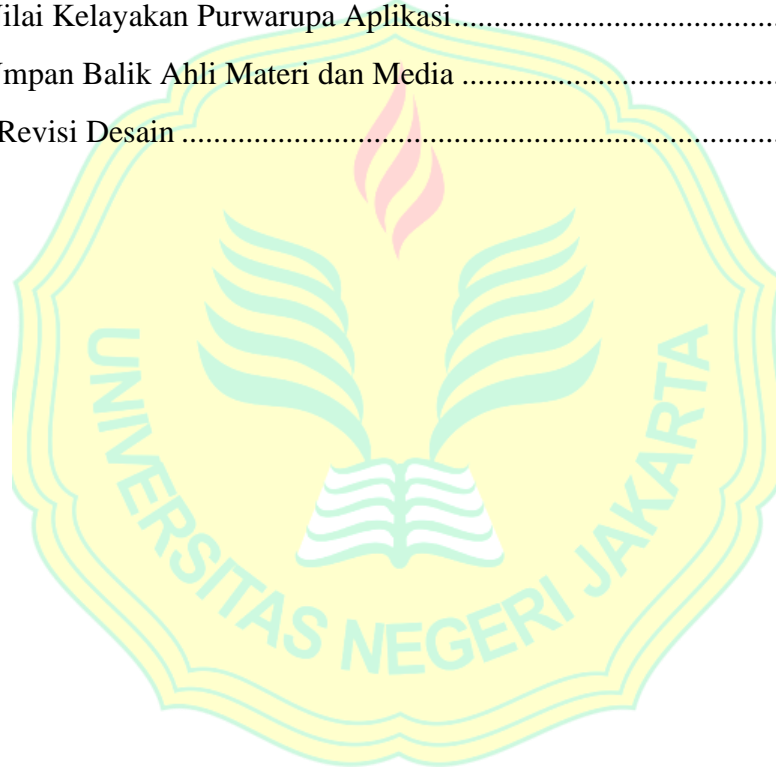 Nilai Kelayakan Purwarupa Aplikasi.......................................
Umpan Balik Ahli Materi dan Media .......................................
Revisi Desain ...........................................................................
UNIVERSITAS NEGERI JAKARTA